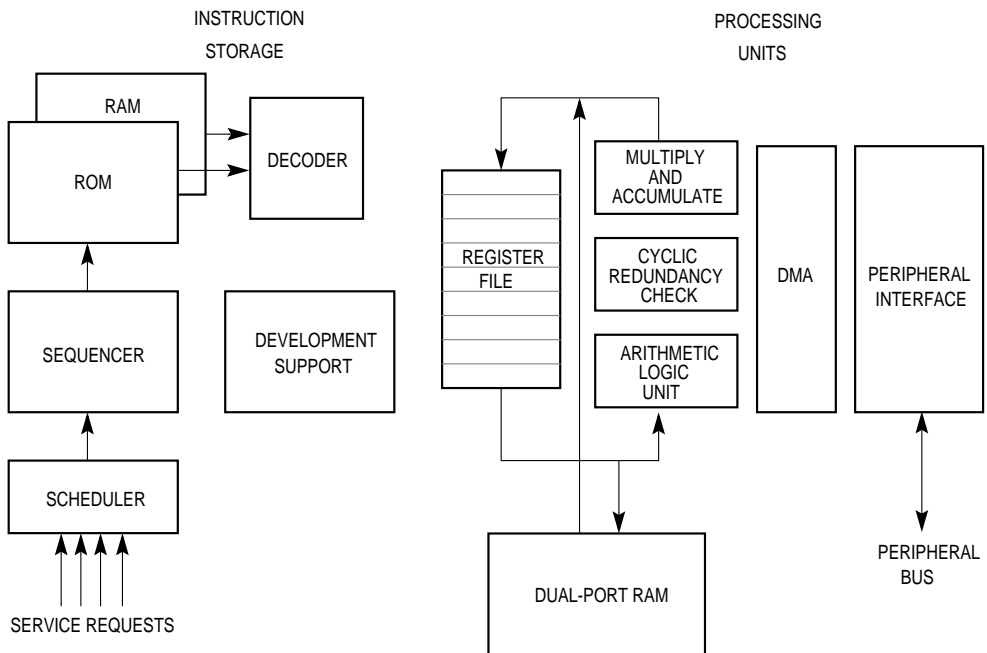 INSTRUCTION
STORAGE
RAM
ROM
DECODER
SEQUENCER
DEVELOPMENT
SUPPORT
SCHEDULER
SERVICE REQUESTS
PROCESSING
UNITS
REGISTER
FILE
MULTIPLY
AND
ACCUMULATE
CYCLIC
REDUNDANCY
CHECK
ARITHMETIC
LOGIC
UNIT
DMA
PERIPHERAL
INTERFACE
DUAL-PORT RAM
PERIPHERAL
BUS